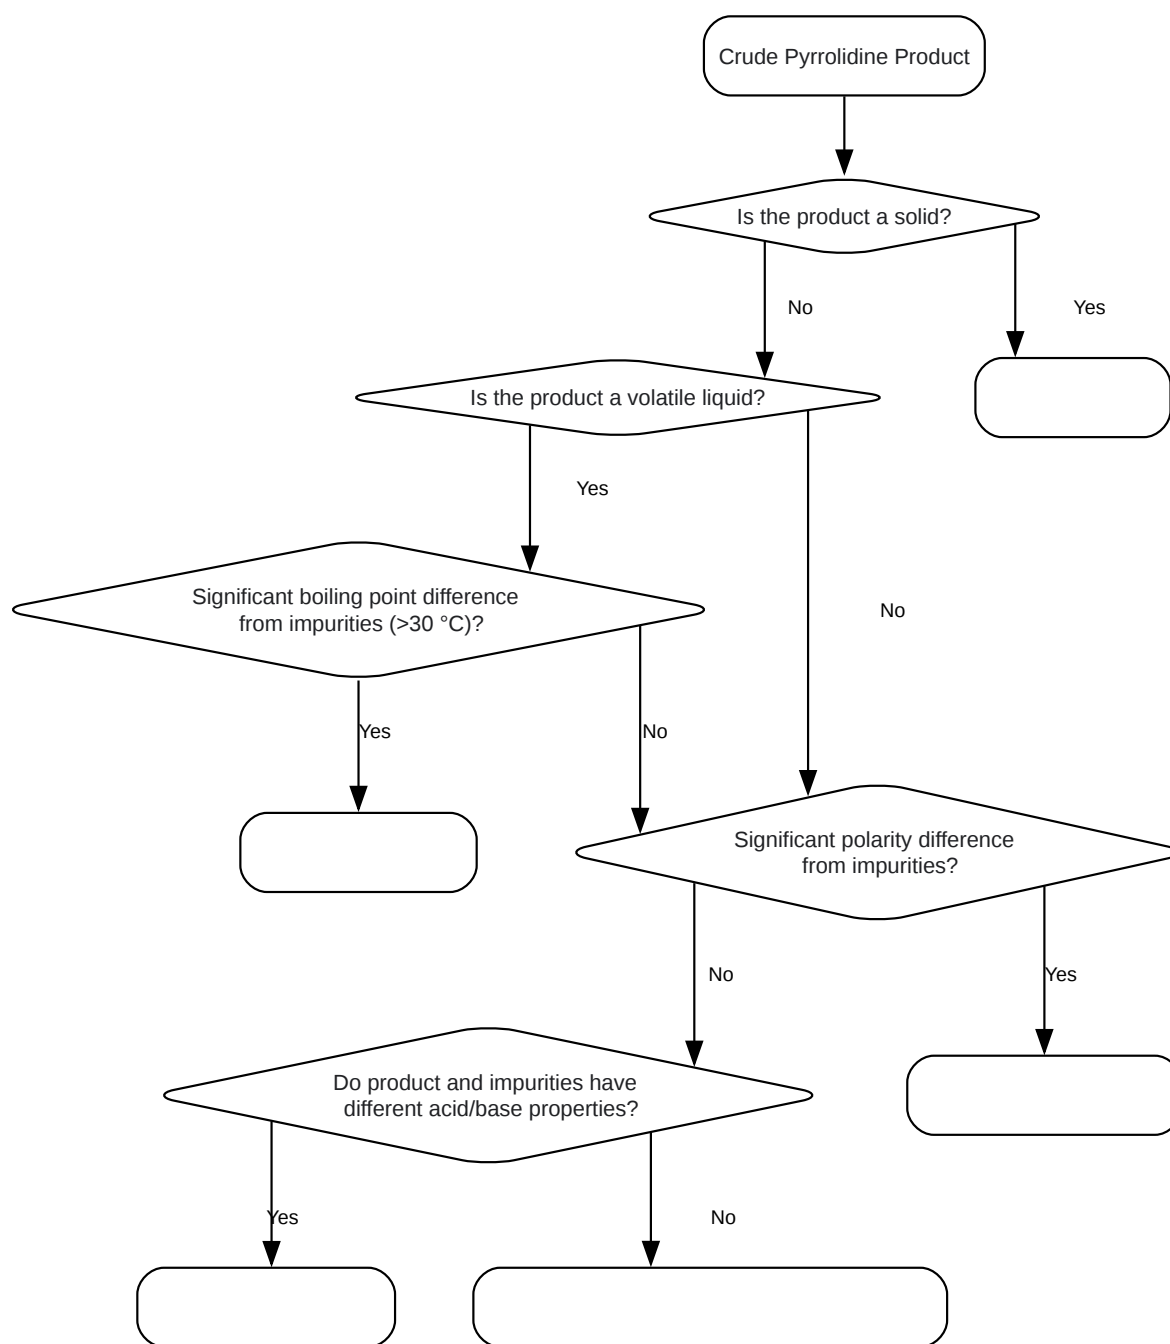 Crude Pyrrolidine Product
Is the product a solid?
No
Yes
Is the product a volatile liquid?
Yes
Significant boiling point difference
from impurities (>30 °C)?
No
Yes
No
Significant polarity difference
from impurities?
No
Yes
Do product and impurities have
different acid/base properties?
Yes
No